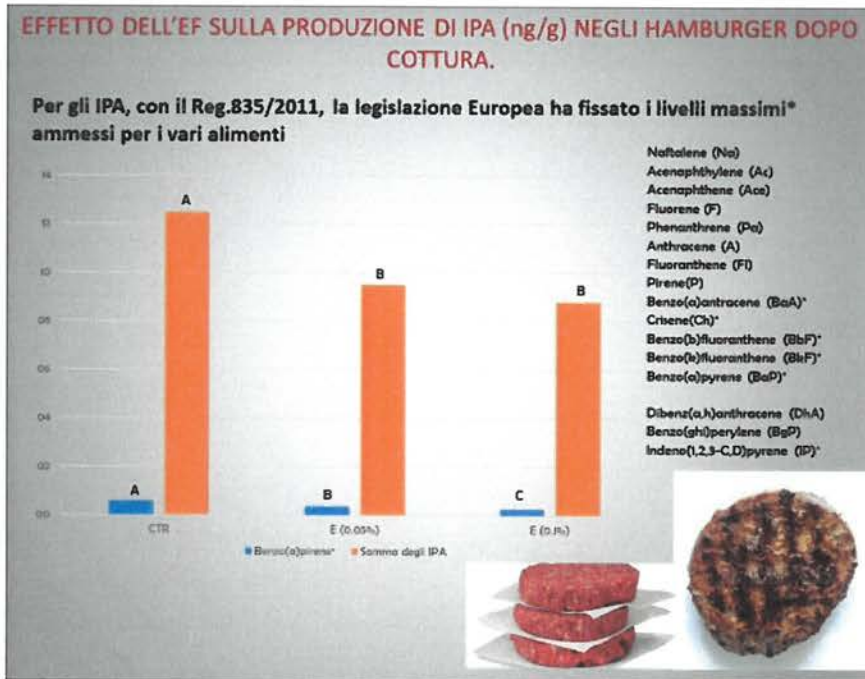 EFFETTO DELL'EF SULLA PRODUZIONE DI IPA (ng/g) NEGLI HAMBURGER DOPO
COTTURA.
Per gli IPA, con il Reg.835/2011, la legislazione Europea ha fissato i livelli massimi*
ammessi per i vari alimenti
Naftalene (Na)
Acenaphthylene (Ac)
Acenaphthene (Ace)
Fluorene (F)
Phenanthrene (Pa)
Anthracene (A)
Fluoranthene (Fl)
Pirene(P)
Benzo(a)antracene (BaA)*
Crisene(Ch)*
Benzo(b)fluoranthene (BbF)*
Benzo(k)fluoranthene (BkF)*
Benzo(a)pyrene (BaP)*
Dibenz(a,h)anthracene (DhA)
Benzo(ghi)perylene (BgP)
Indeno(1,2,3-C,D)pyrene (IP)*
A
B
B
A
B
C
CTR
E (0.05%)
E (0.1%)
Benzo(a)pirene* Somma degli IPA